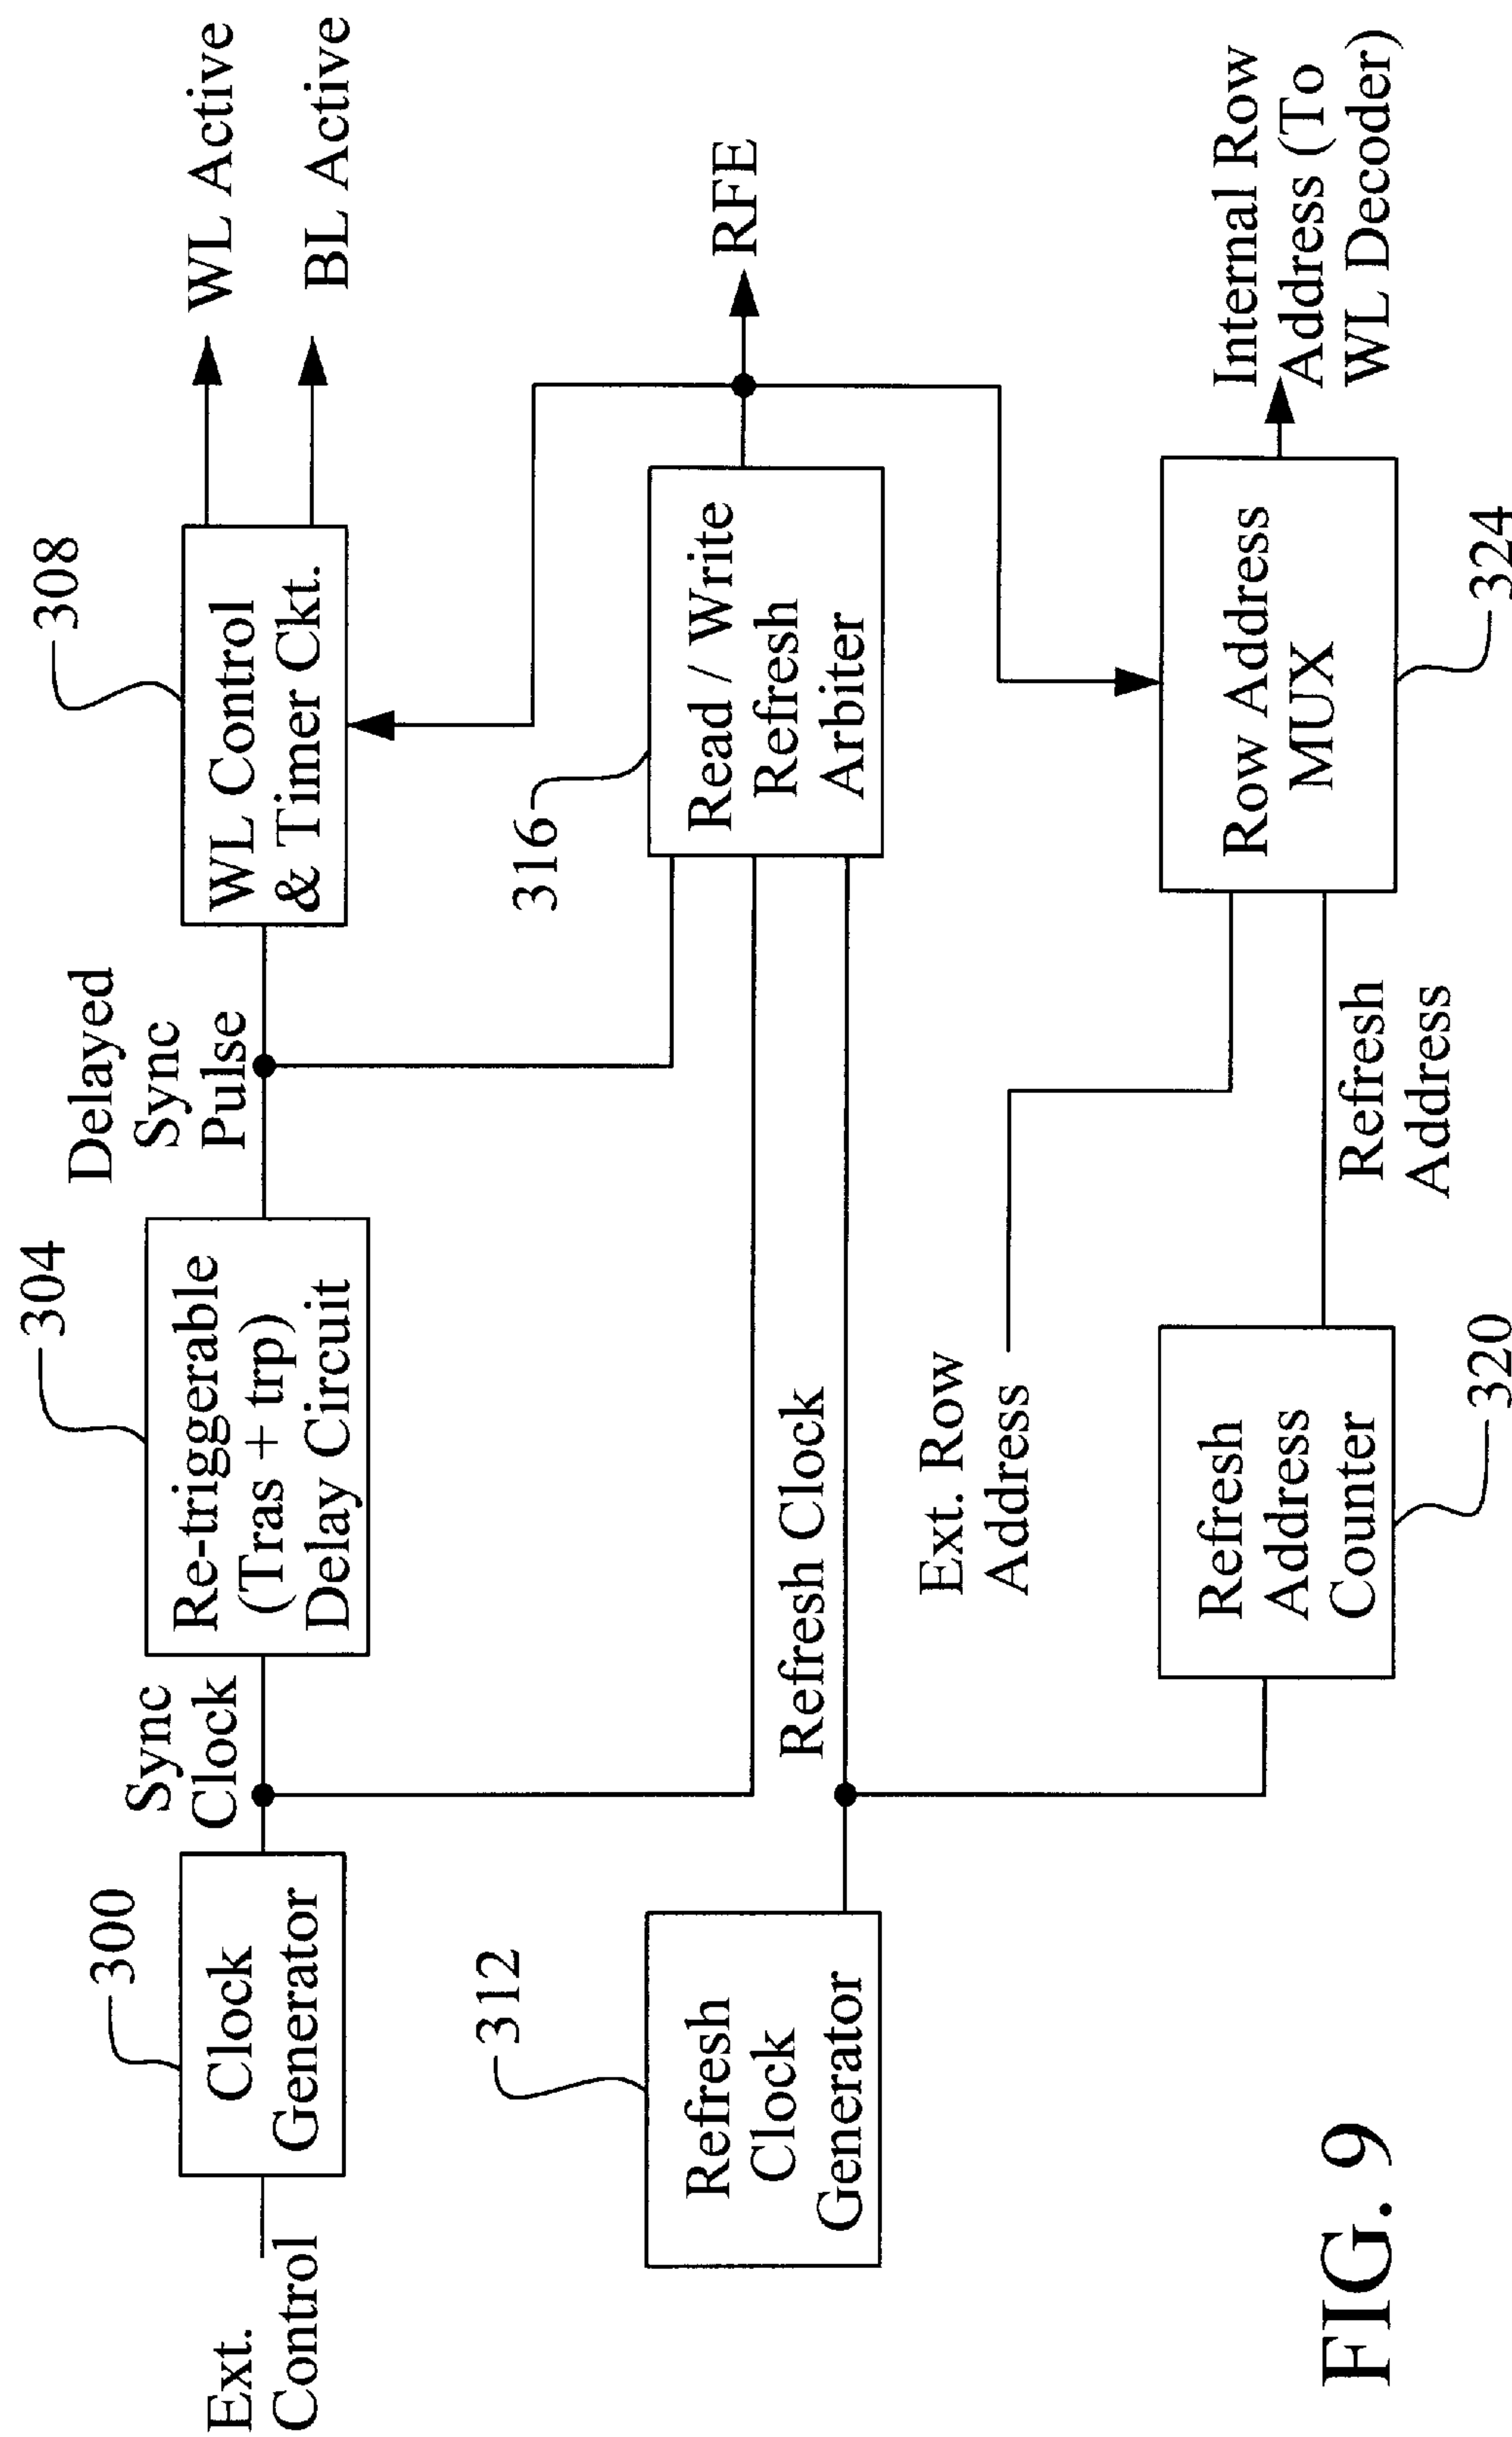 300
304
308
Ext.
Control
Clock
Generator
Sync
Clock
Re-triggerable
(Tras + trp)
Delay Circuit
Delayed
Sync
Pulse
WL Control
& Timer Ckt.
WL Active
BL Active
312
316
Refresh
Clock
Generator
Refresh Clock
Read / Write
Refresh
Arbiter
RFE
Ext. Row
Address
Refresh
Address
Counter
320
Refresh
Address
Row Address
MUX
324
Internal Row
Address (To
WL Decoder)
FIG. 9